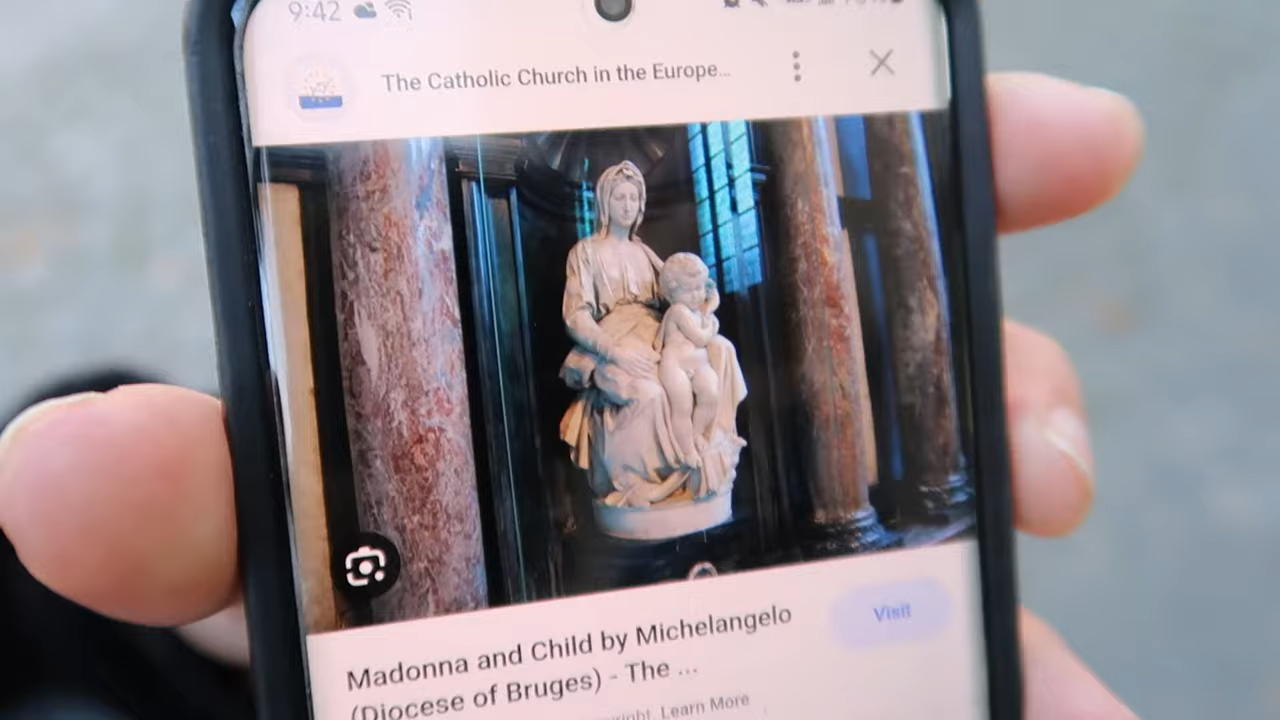 9:42
The Catholic Church in the Europe...
Madonna and Child by Michelangelo
Visit
(Diocese of Bruges) - The ...
Learn More